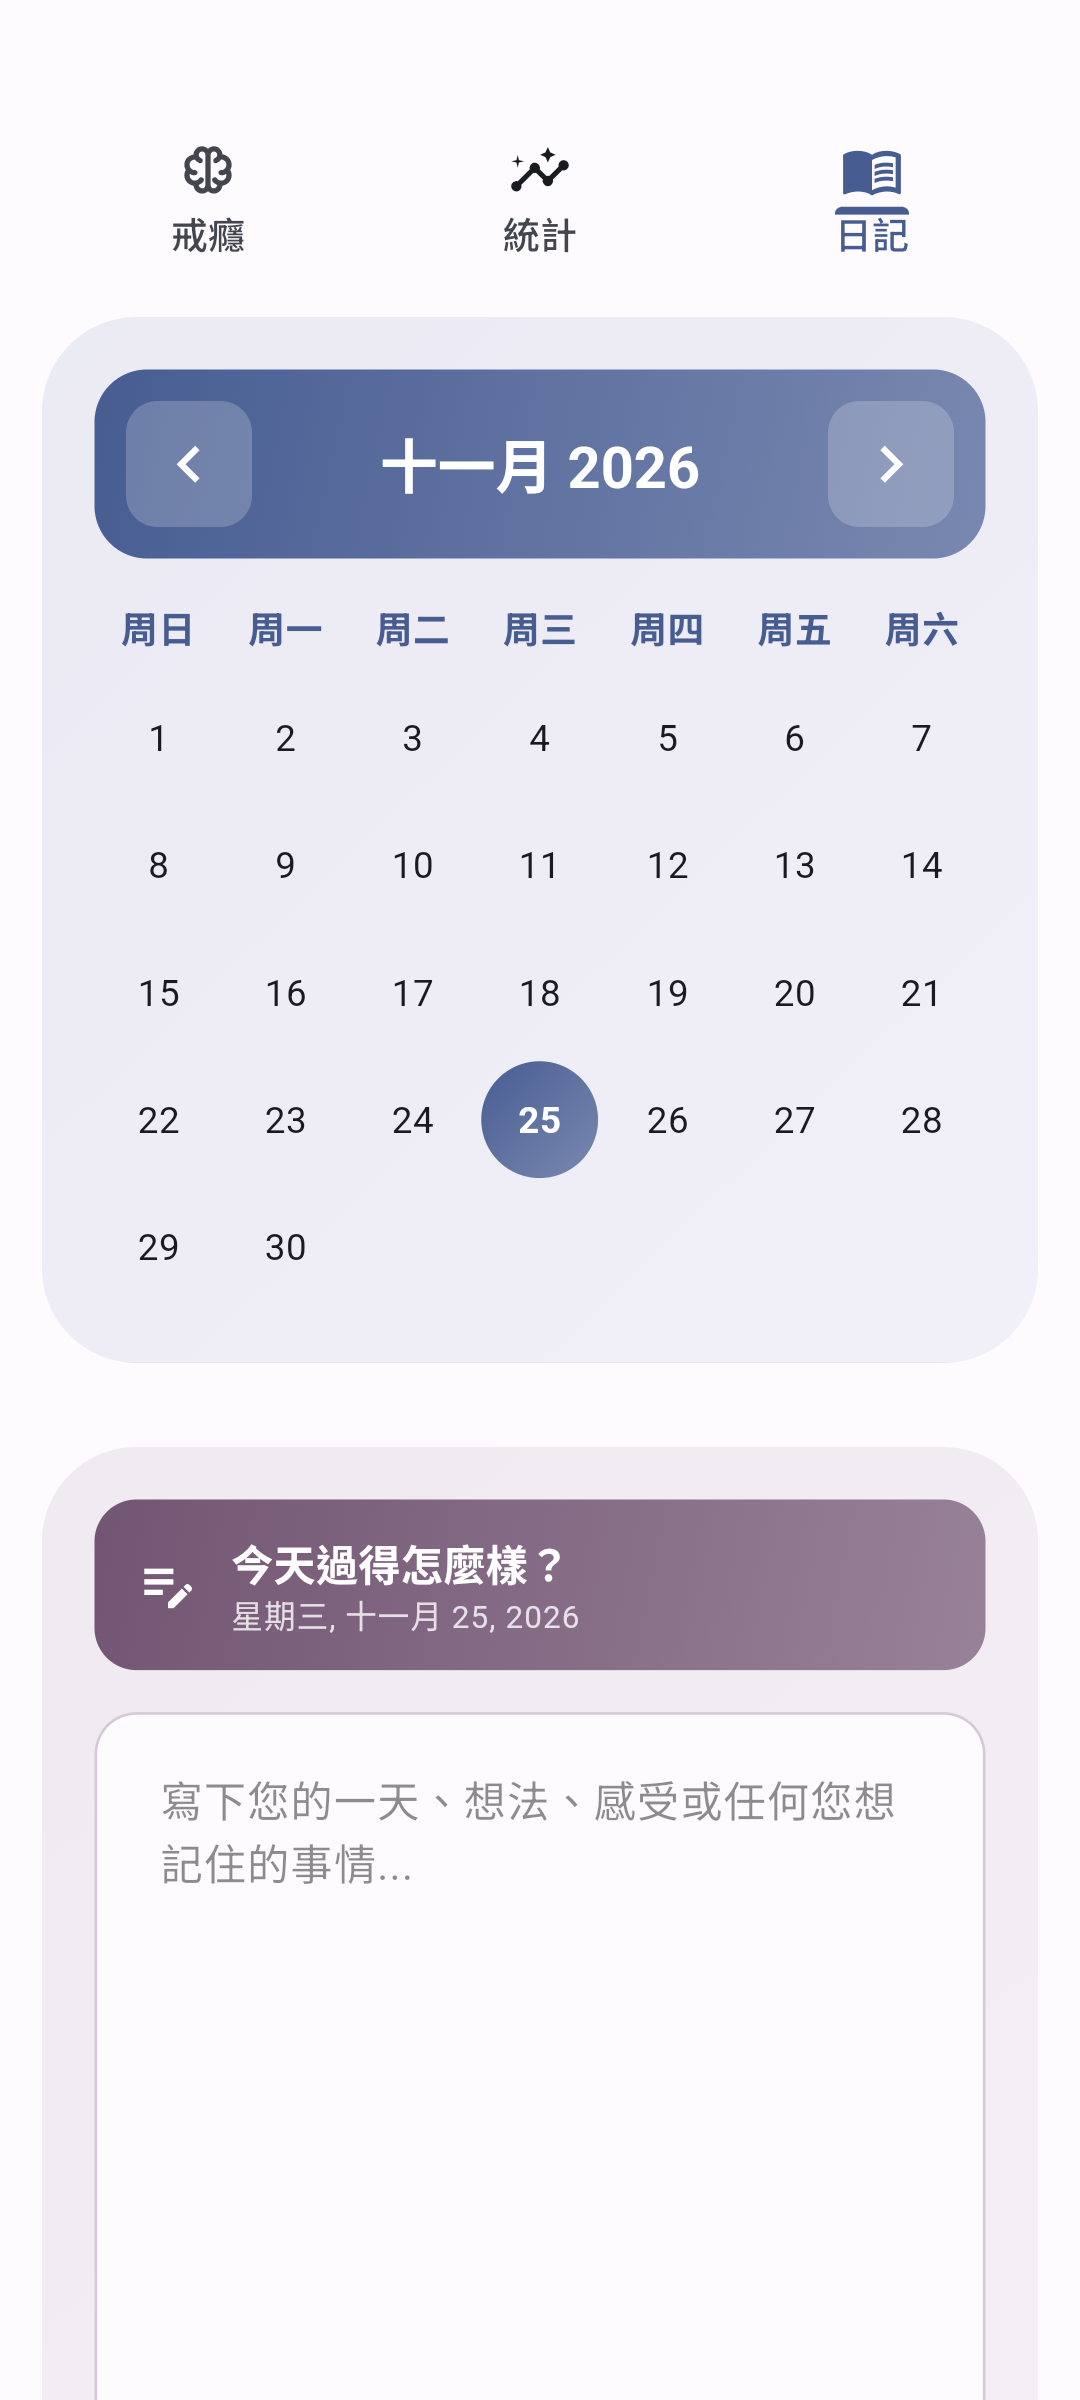 戒癮 統計 日記
十一月 2026
周日 周一 周二 周三 周四 周五 周六
1 2 3 4 5 6 7
8 9 10 11 12 13 14
15 16 17 18 19 20 21
22 23 24 25 26 27 28
29 30
今天過得怎麼樣？
星期三, 十一月 25, 2026
寫下您的一天、想法、感受或任何您想
記住的事情...